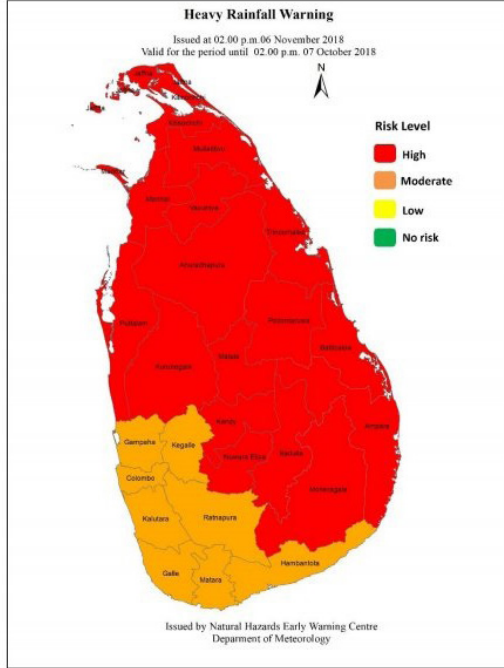 Heavy Rainfall Warning
Issued at 02.00 p.m.06 November 2018
Valid for the period until 02.00 p.m. 07 October 2018
N
Risk Level
High
Moderate
Low
No risk
Jaffna
Mullaitivu
Mannar
Vavuniya
Trincomalee
Anuradhapura
Polonnaruwa
Puttalam
Batticaloa
Kurunegala
Matale
Kandy
Ampara
Gampaha
Kegalle
Nuwara Eliya
Badulla
Colombo
Moneragala
Kalutara
Ratnapura
Hambantota
Galle
Matara
Issued by Natural Hazards Early Warning Centre
Deparment of Meteorology